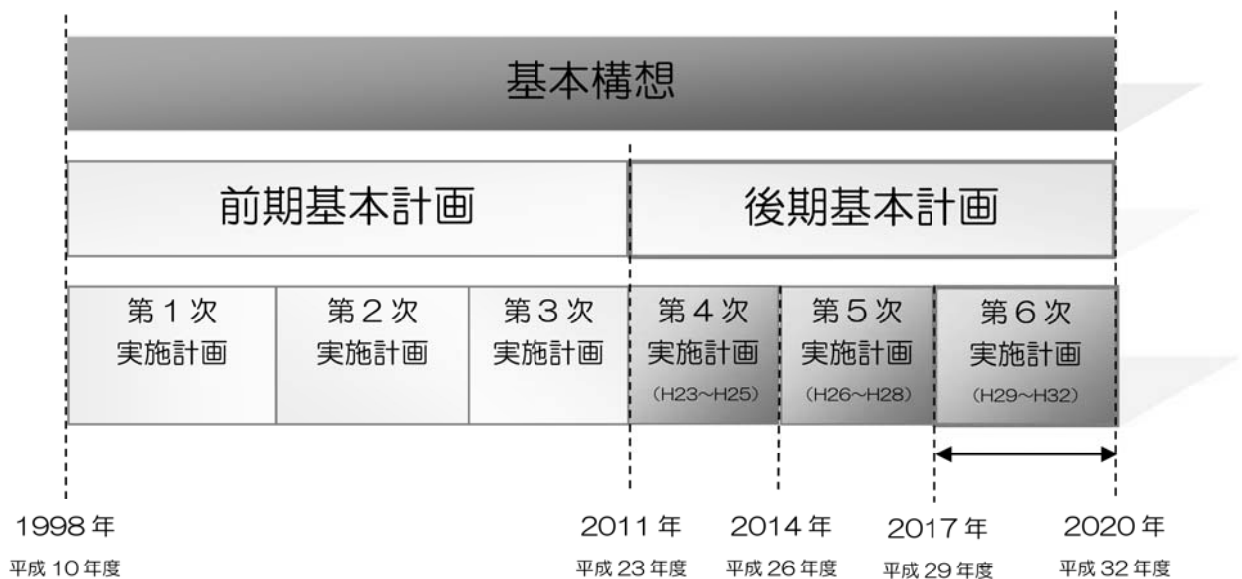 基本構想
前期基本計画
後期基本計画
第1次
実施計画
第2次
実施計画
第3次
実施計画
第4次
実施計画
(H23~H25)
第5次
実施計画
(H26~H28)
第6次
実施計画
(H29~H32)
1998年
平成10年度
2011年
平成23年度
2014年
平成26年度
2017年
平成29年度
2020年
平成32年度